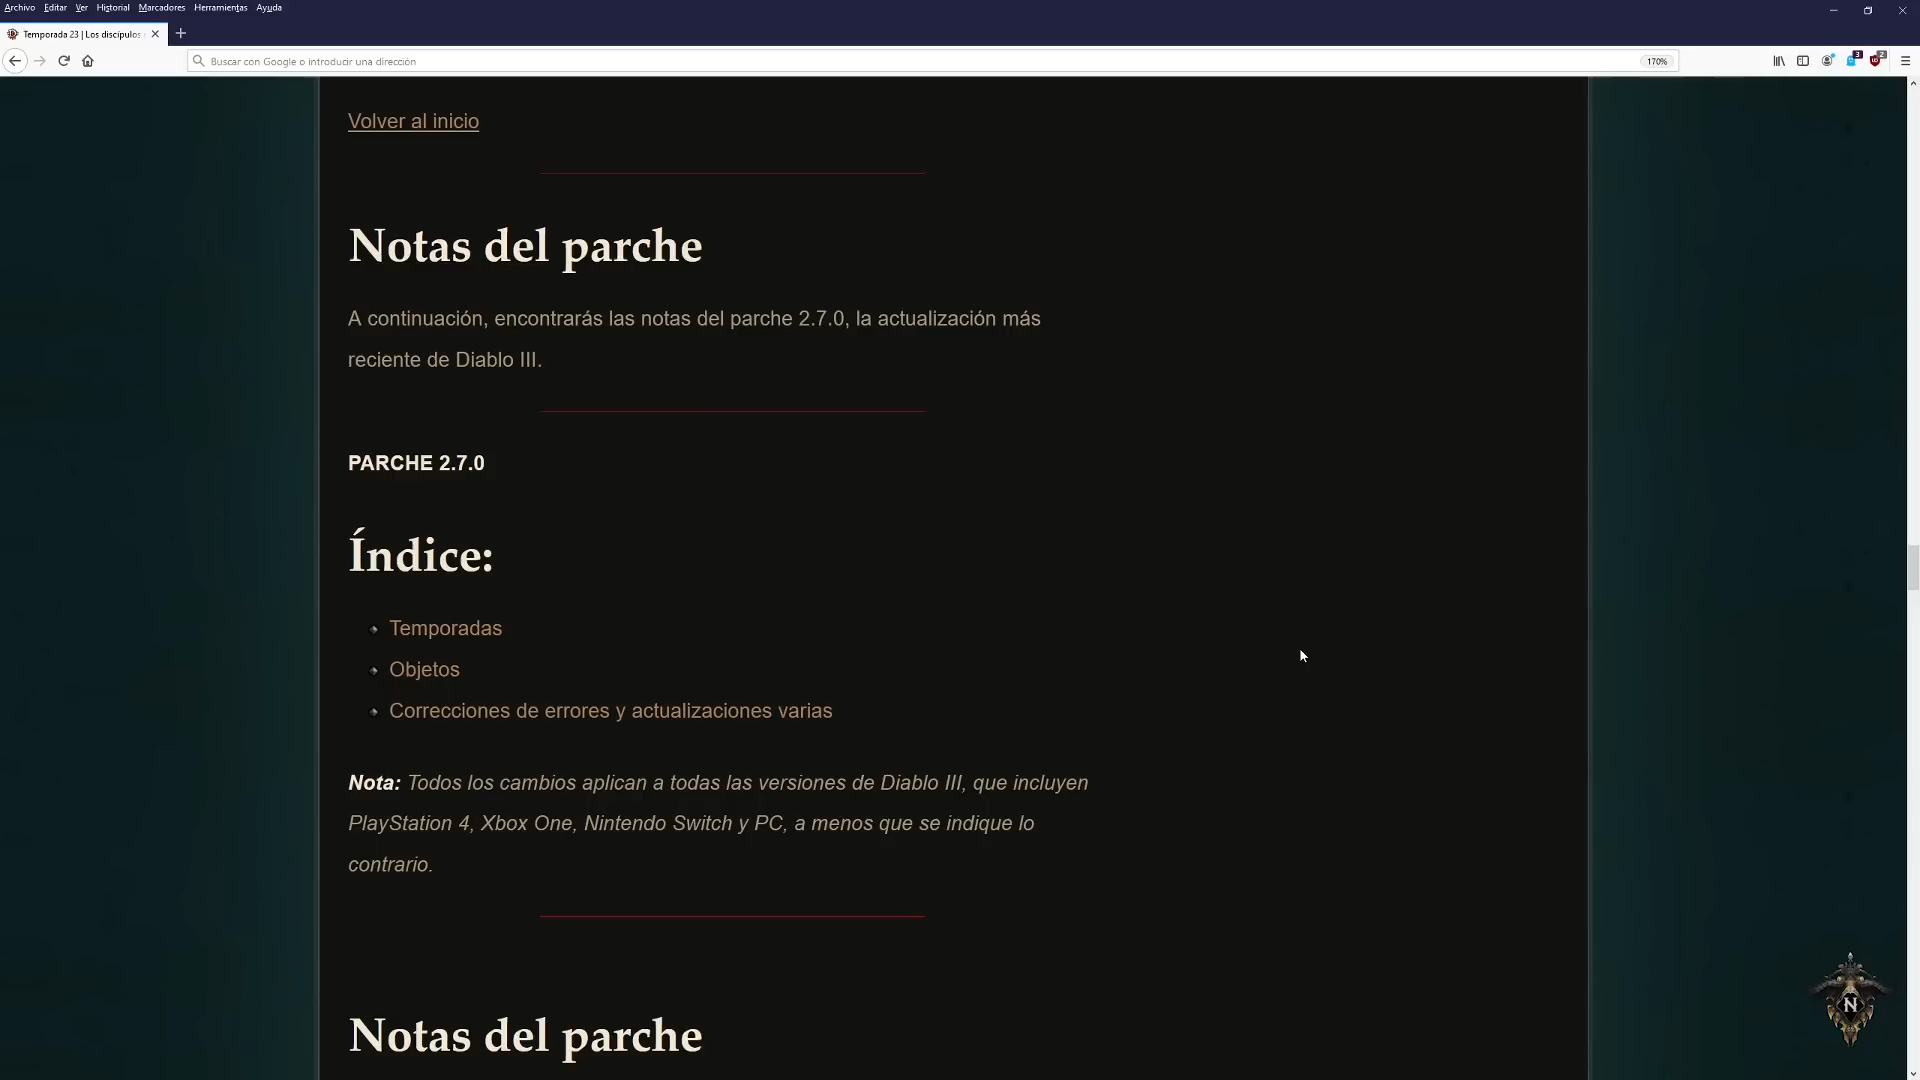 Archivo Editar Ver Historial Marcadores Herramientas Ayuda
Temporada 23 | Los discípulos
Buscar con Google o introducir una dirección
170%
3
2
Volver al inicio
Notas del parche
A continuación, encontrarás las notas del parche 2.7.0, la actualización más
reciente de Diablo III.
PARCHE 2.7.0
Índice:
Temporadas
Objetos
Correcciones de errores y actualizaciones varias
Nota: Todos los cambios aplican a todas las versiones de Diablo III, que incluyen
PlayStation 4, Xbox One, Nintendo Switch y PC, a menos que se indique lo
contrario.
Notas del parche
N